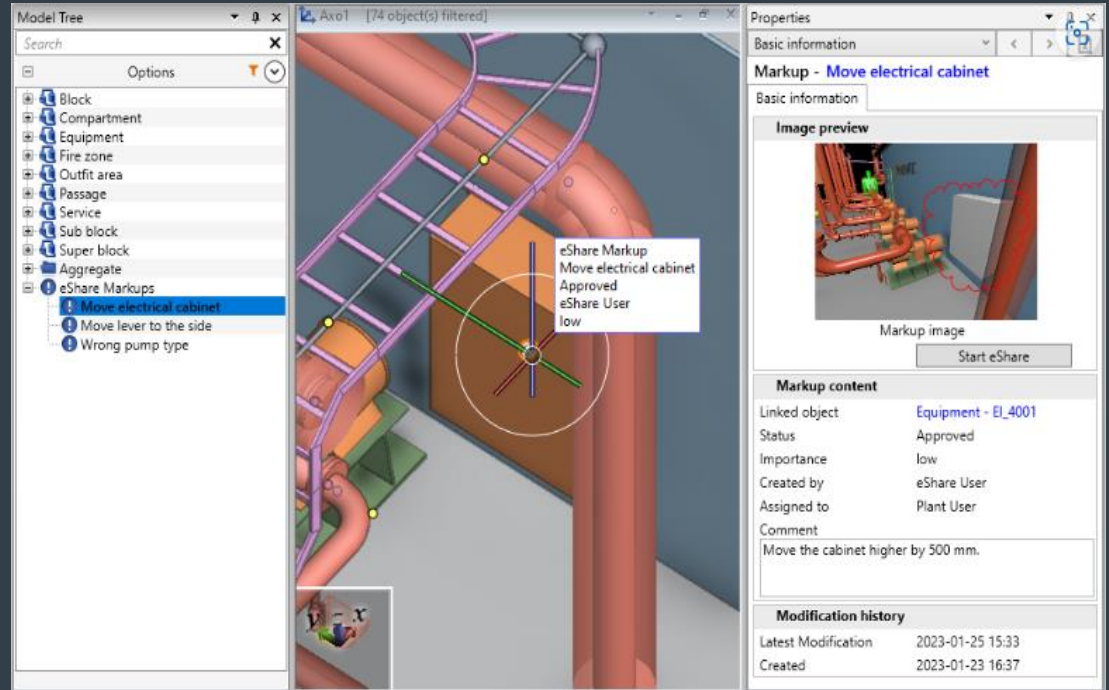 Model Tree
Search
Options
Block
Compartment
Equipment
Fire zone
Outfit area
Passage
Service
Sub block
Super block
Aggregate
eShare Markups
Move electrical cabinet
Move lever to the side
Wrong pump type
Axo1 [74 object(s) filtered]
eShare Markup
Move electrical cabinet
Approved
eShare User
low
y x
Properties
Basic information
Markup - Move electrical cabinet
Basic information
Image preview
Markup image
Start eShare
Markup content
Linked object Equipment - El_4001
Status Approved
Importance low
Created by eShare User
Assigned to Plant User
Comment
Move the cabinet higher by 500 mm.
Modification history
Latest Modification 2023-01-25 15:33
Created 2023-01-23 16:37